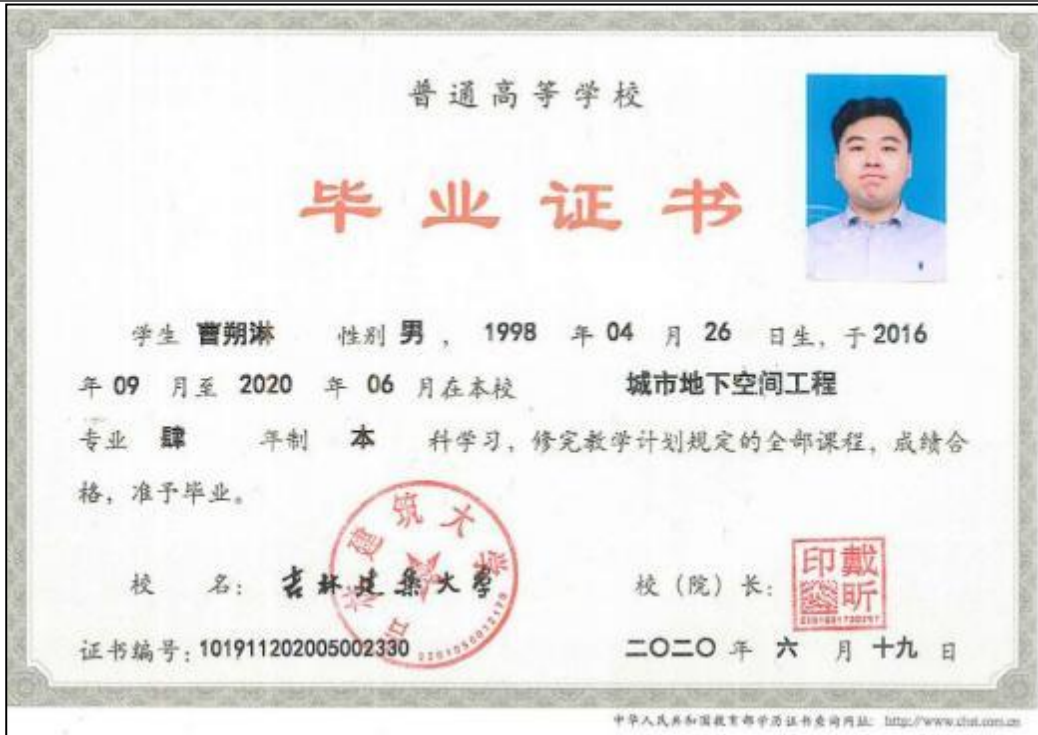 普通高等学校
毕业证书
学生 曹朔淋 性别 男 ， 1998 年 04 月 26 日生，于 2016
年 09 月至 2020 年 06 月在本校 城市地下空间工程
专业 肆 年制 本 科学习，修完教学计划规定的全部课程，成绩合
格，准予毕业。
建筑大学
校 名： 吉林建筑大学
校（院）长：
戴昕印
证书编号：101911202005002330
二〇二〇 年 六 月 十九 日
中华人民共和国教育部学历证书查询网址： http://www.chsi.com.cn